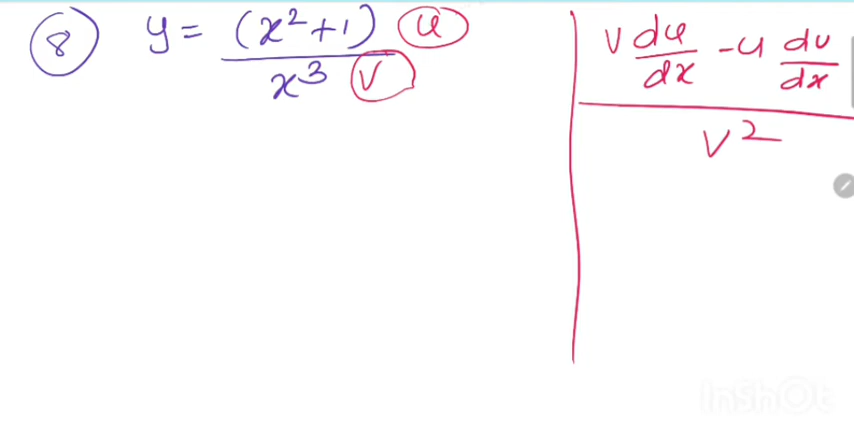 8 y = (x² + 1) u
x³ v
v du/dx - u dv/dx
v²
InShOt